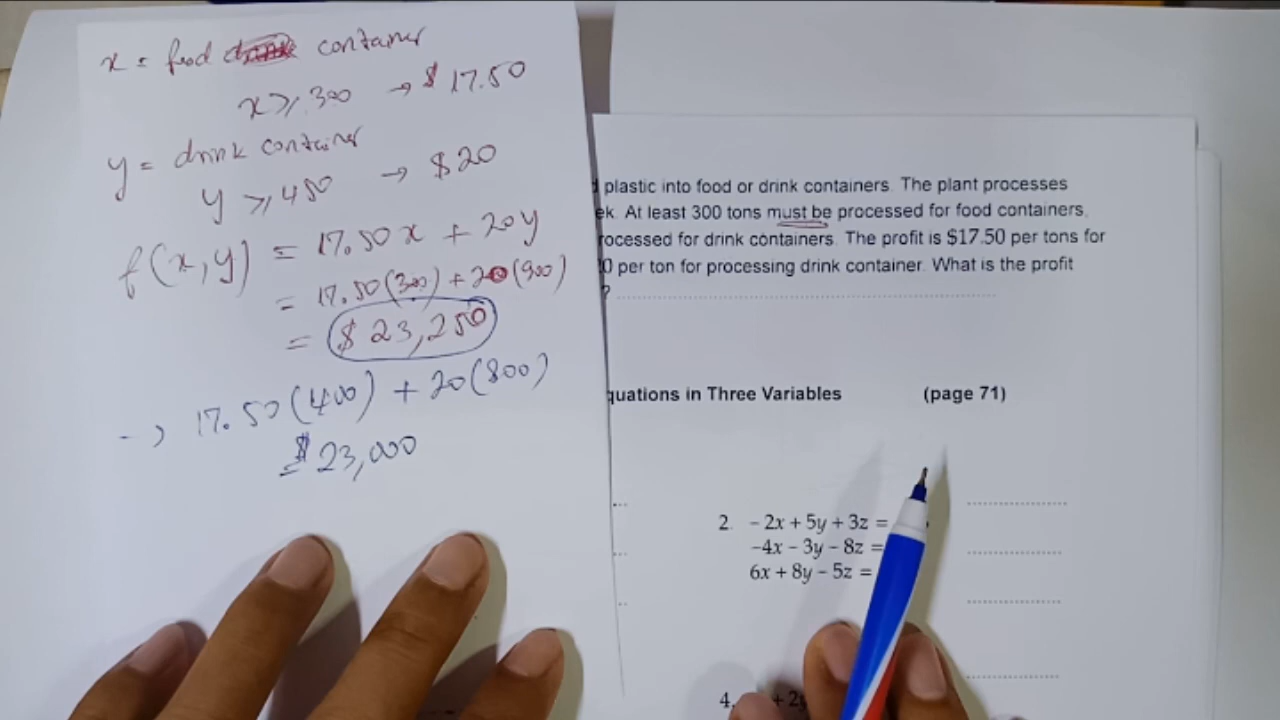 x = food container
x ≥ 300 → $17.50
y = drink container
y ≥ 450 → $20
f(x,y) = 17.50x + 20y
= 17.50(300) + 20(900)
= $23,250
→ 17.50(400) + 20(800)
= $23,000
plastic into food or drink containers. The plant processes
ek. At least 300 tons must be processed for food containers,
rocessed for drink containers. The profit is $17.50 per tons for
0 per ton for processing drink container. What is the profit
?
quations in Three Variables (page 71)
2. - 2x + 5y + 3z =
-4x - 3y - 8z =
6x + 8y - 5z =
4. + 2y